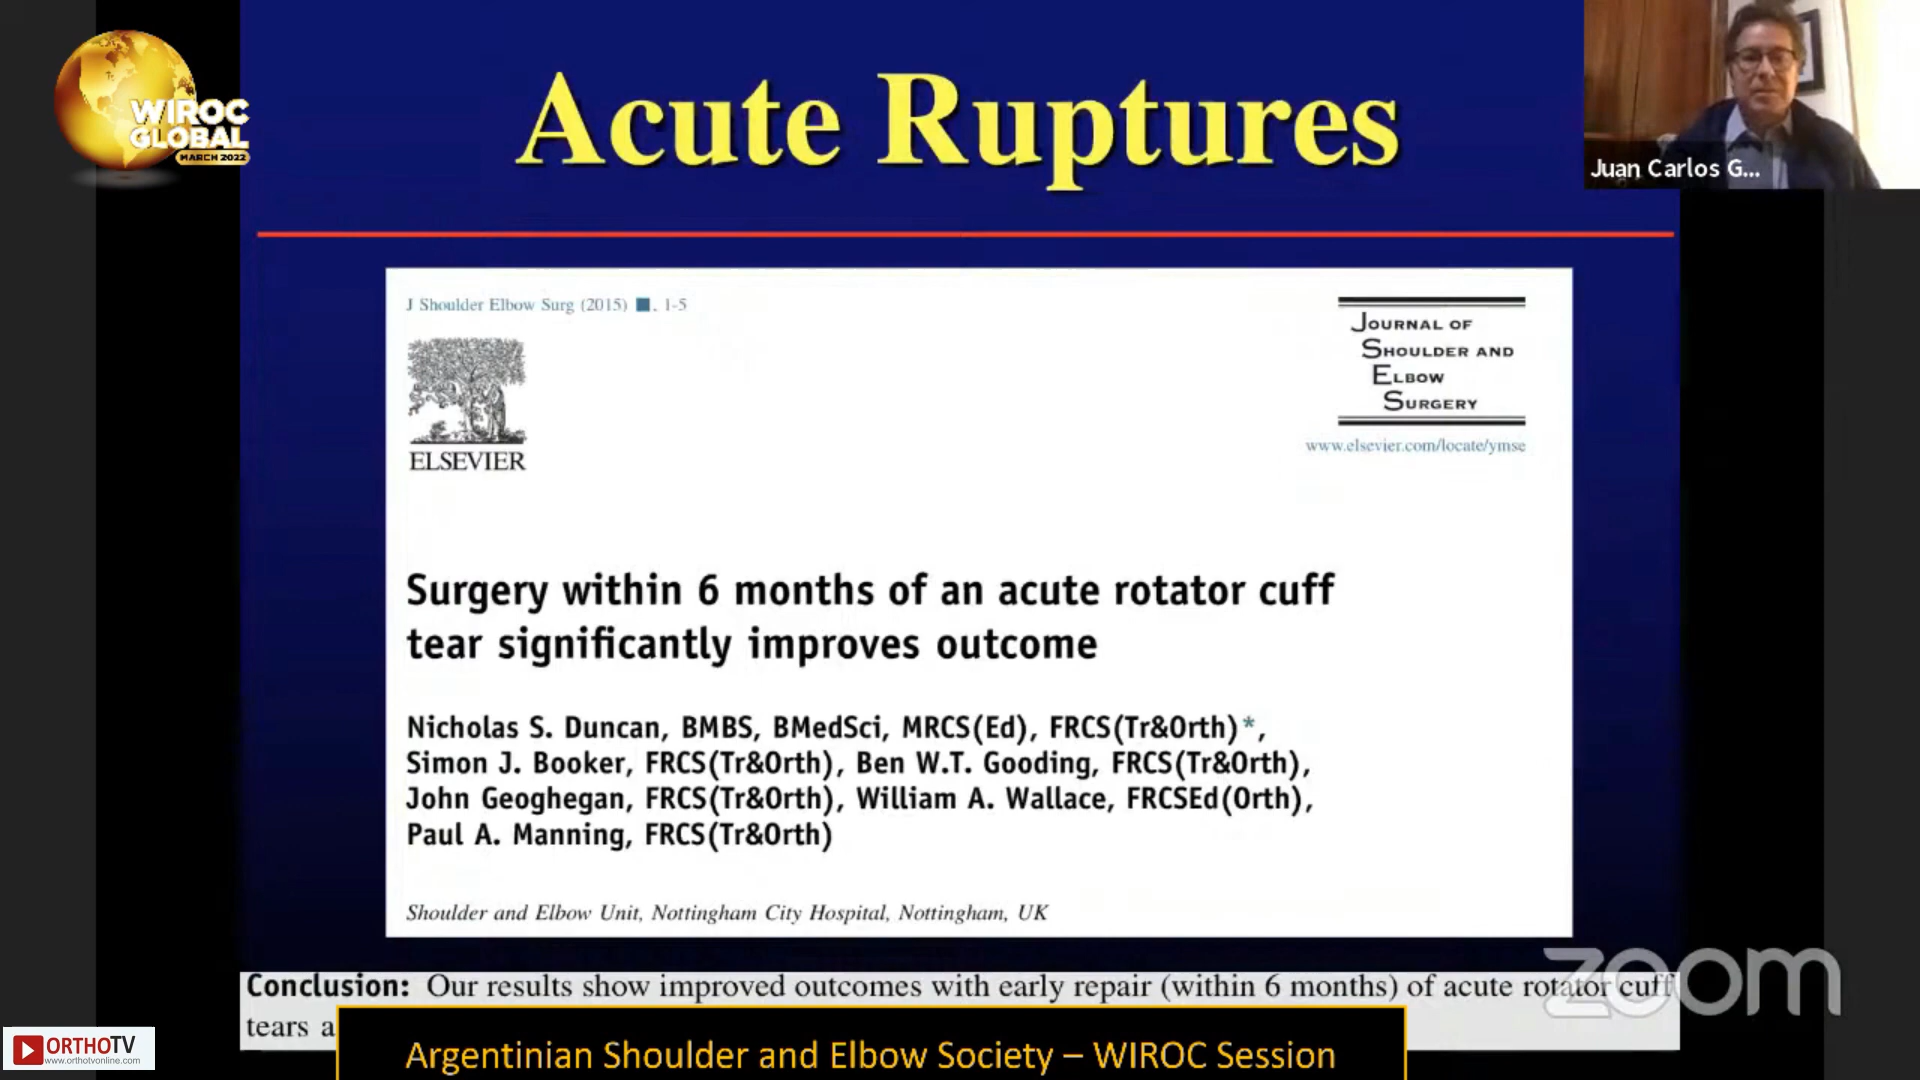 WIROC
GLOBAL
MARCH 2022
Acute Ruptures
Juan Carlos G...
J Shoulder Elbow Surg (2015) ■, 1-5
JOURNAL OF
SHOULDER AND
ELBOW
SURGERY
www.elsevier.com/locate/ymse
ELSEVIER
Surgery within 6 months of an acute rotator cuff
tear significantly improves outcome
Nicholas S. Duncan, BMBS, BMedSci, MRCS(Ed), FRCS(Tr&Orth)*,
Simon J. Booker, FRCS(Tr&Orth), Ben W.T. Gooding, FRCS(Tr&Orth),
John Geoghegan, FRCS(Tr&Orth), William A. Wallace, FRCSEd(Orth),
Paul A. Manning, FRCS(Tr&Orth)
Shoulder and Elbow Unit, Nottingham City Hospital, Nottingham, UK
zoom
Conclusion: Our results show improved outcomes with early repair (within 6 months) of acute rotator cuff
tears a
ORTHOTV
www.orthotvonline.com
Argentinian Shoulder and Elbow Society – WIROC Session